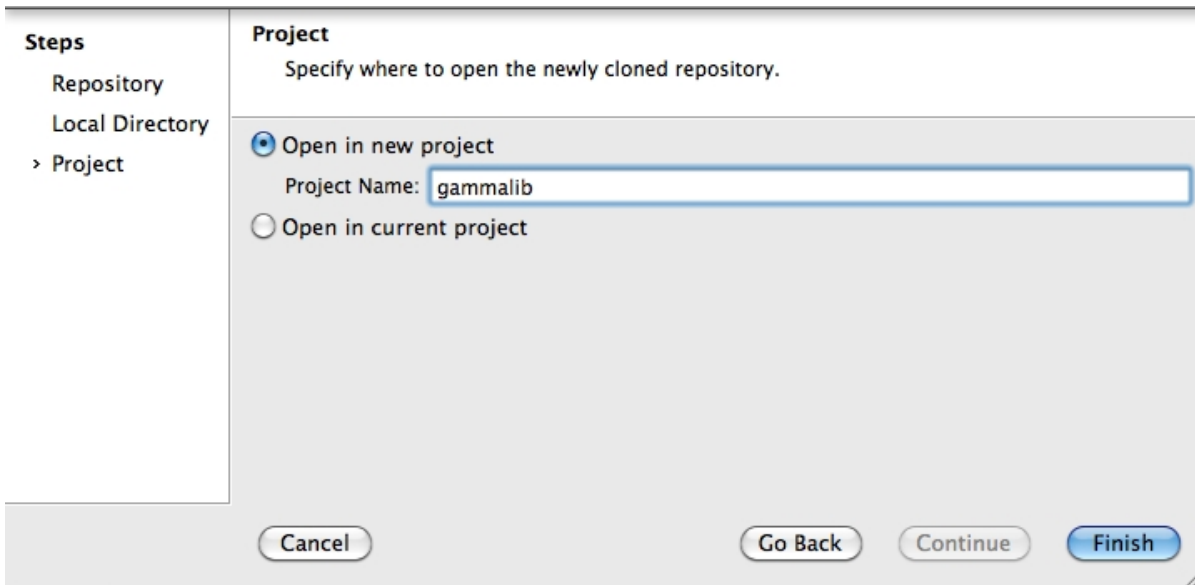 Steps
Repository
Local Directory
› Project
Project
Specify where to open the newly cloned repository.
Open in new project
Project Name: gammalib
Open in current project
Cancel
Go Back
Continue
Finish